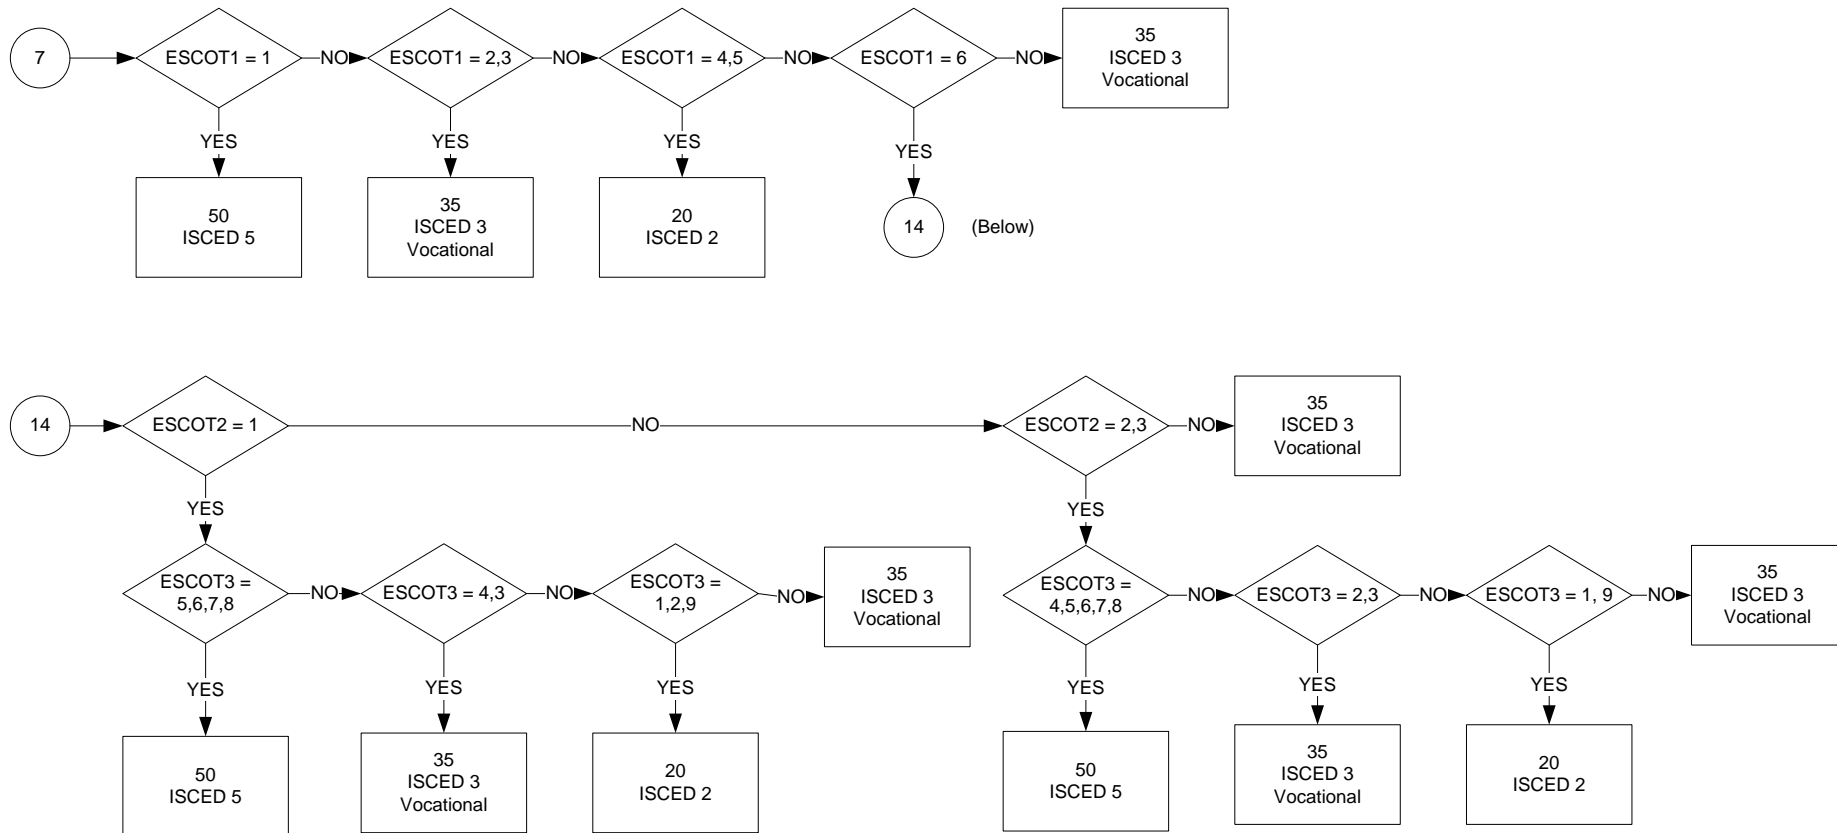 7
ESCOT1 = 1
NO
ESCOT1 = 2,3
NO
ESCOT1 = 4,5
NO
ESCOT1 = 6
NO
35
ISCED 3
Vocational
YES
YES
YES
YES
50
ISCED 5
35
ISCED 3
Vocational
20
ISCED 2
14
(Below)
14
ESCOT2 = 1
NO
ESCOT2 = 2,3
NO
35
ISCED 3
Vocational
YES
YES
ESCOT3 =
5,6,7,8
NO
ESCOT3 = 4,3
NO
ESCOT3 =
1,2,9
NO
35
ISCED 3
Vocational
ESCOT3 =
4,5,6,7,8
NO
ESCOT3 = 2,3
NO
ESCOT3 = 1, 9
NO
35
ISCED 3
Vocational
YES
YES
YES
YES
YES
YES
50
ISCED 5
35
ISCED 3
Vocational
20
ISCED 2
50
ISCED 5
35
ISCED 3
Vocational
20
ISCED 2